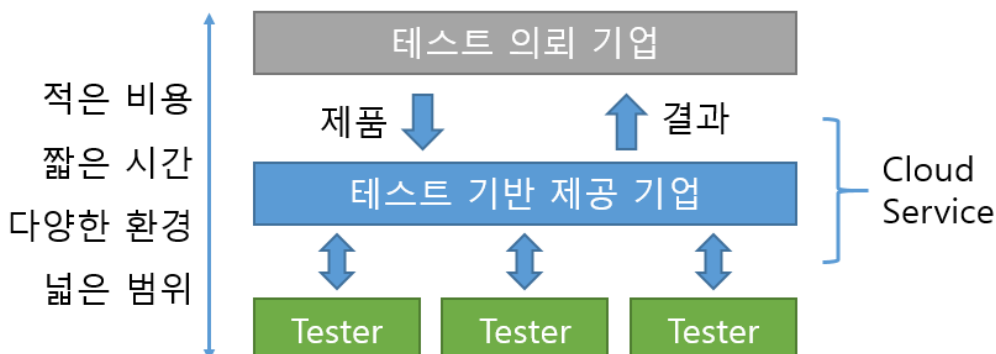 테스트 의뢰 기업
적은 비용
짧은 시간
다양한 환경
넓은 범위
제품
결과
테스트 기반 제공 기업
Cloud
Service
Tester
Tester
Tester